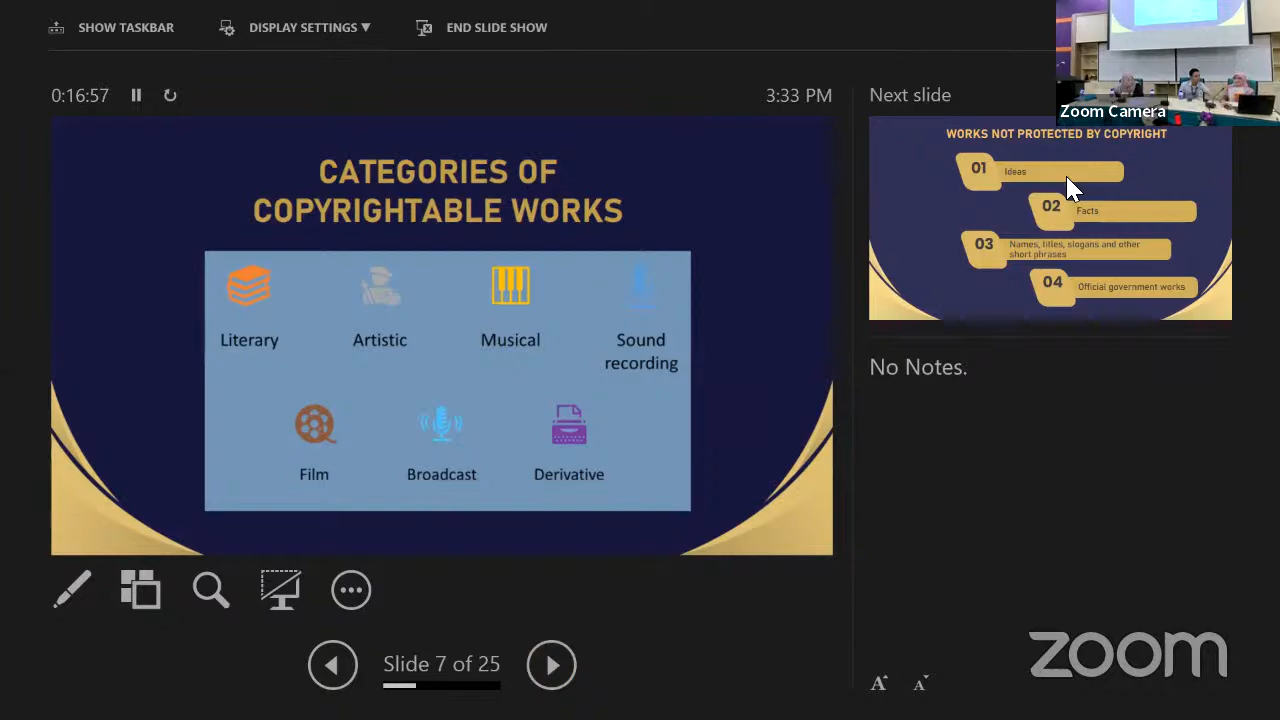 SHOW TASKBAR
DISPLAY SETTINGS ▼
END SLIDE SHOW
Zoom Camera
0:16:57
3:33 PM
Next slide
CATEGORIES OF
COPYRIGHTABLE WORKS
Literary
Artistic
Musical
Sound
recording
Film
Broadcast
Derivative
WORKS NOT PROTECTED BY COPYRIGHT
01
Ideas
02
Facts
03
Names, titles, slogans and other
short phrases
04
Official government works
No Notes.
Slide 7 of 25
A A
zoom